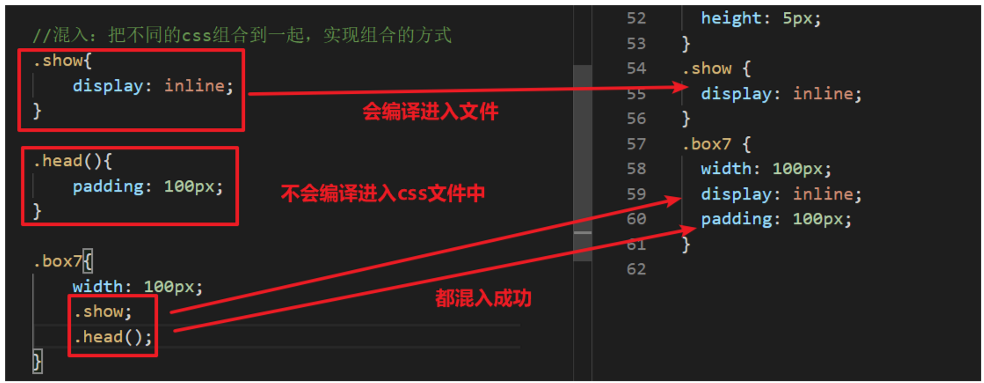 //混入：把不同的css组合到一起，实现组合的方式
.show{
display: inline;
}
.head(){
padding: 100px;
}
.box7{
width: 100px;
.show;
.head();
}
会编译进入文件
不会编译进入css文件中
都混入成功
52 height: 5px;
53 }
54 .show {
55 display: inline;
56 }
57 .box7 {
58 width: 100px;
59 display: inline;
60 padding: 100px;
61 }
62